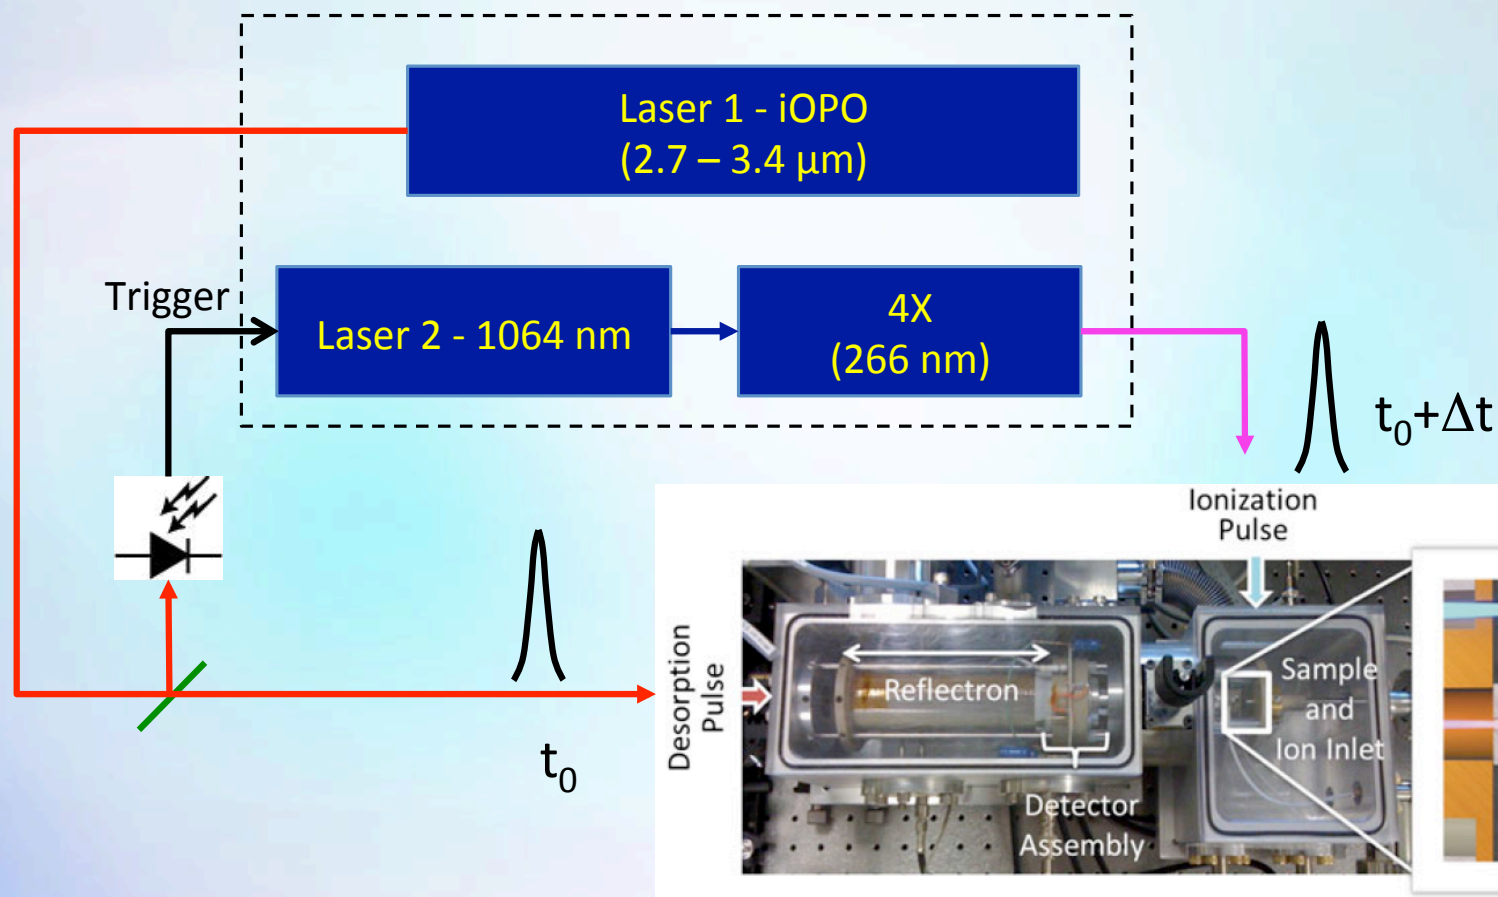 Laser 1 - iOPO
(2.7 – 3.4 μm)
Trigger
Laser 2 - 1064 nm
4X
(266 nm)
t₀+Δt
Ionization
Pulse
Desorption
Pulse
Reflectron
Sample
and
Ion Inlet
t₀
Detector
Assembly